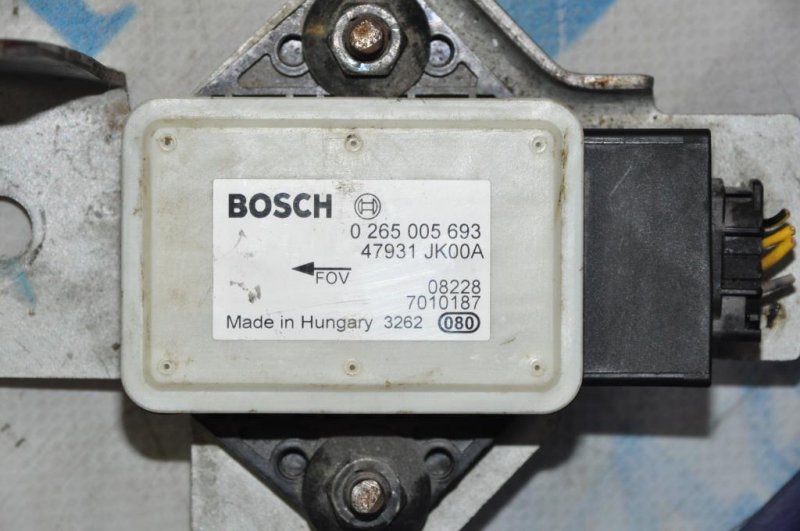 BOSCH
0 265 005 693
47931 JK00A
FOV
08228
7010187
Made in Hungary 3262 080